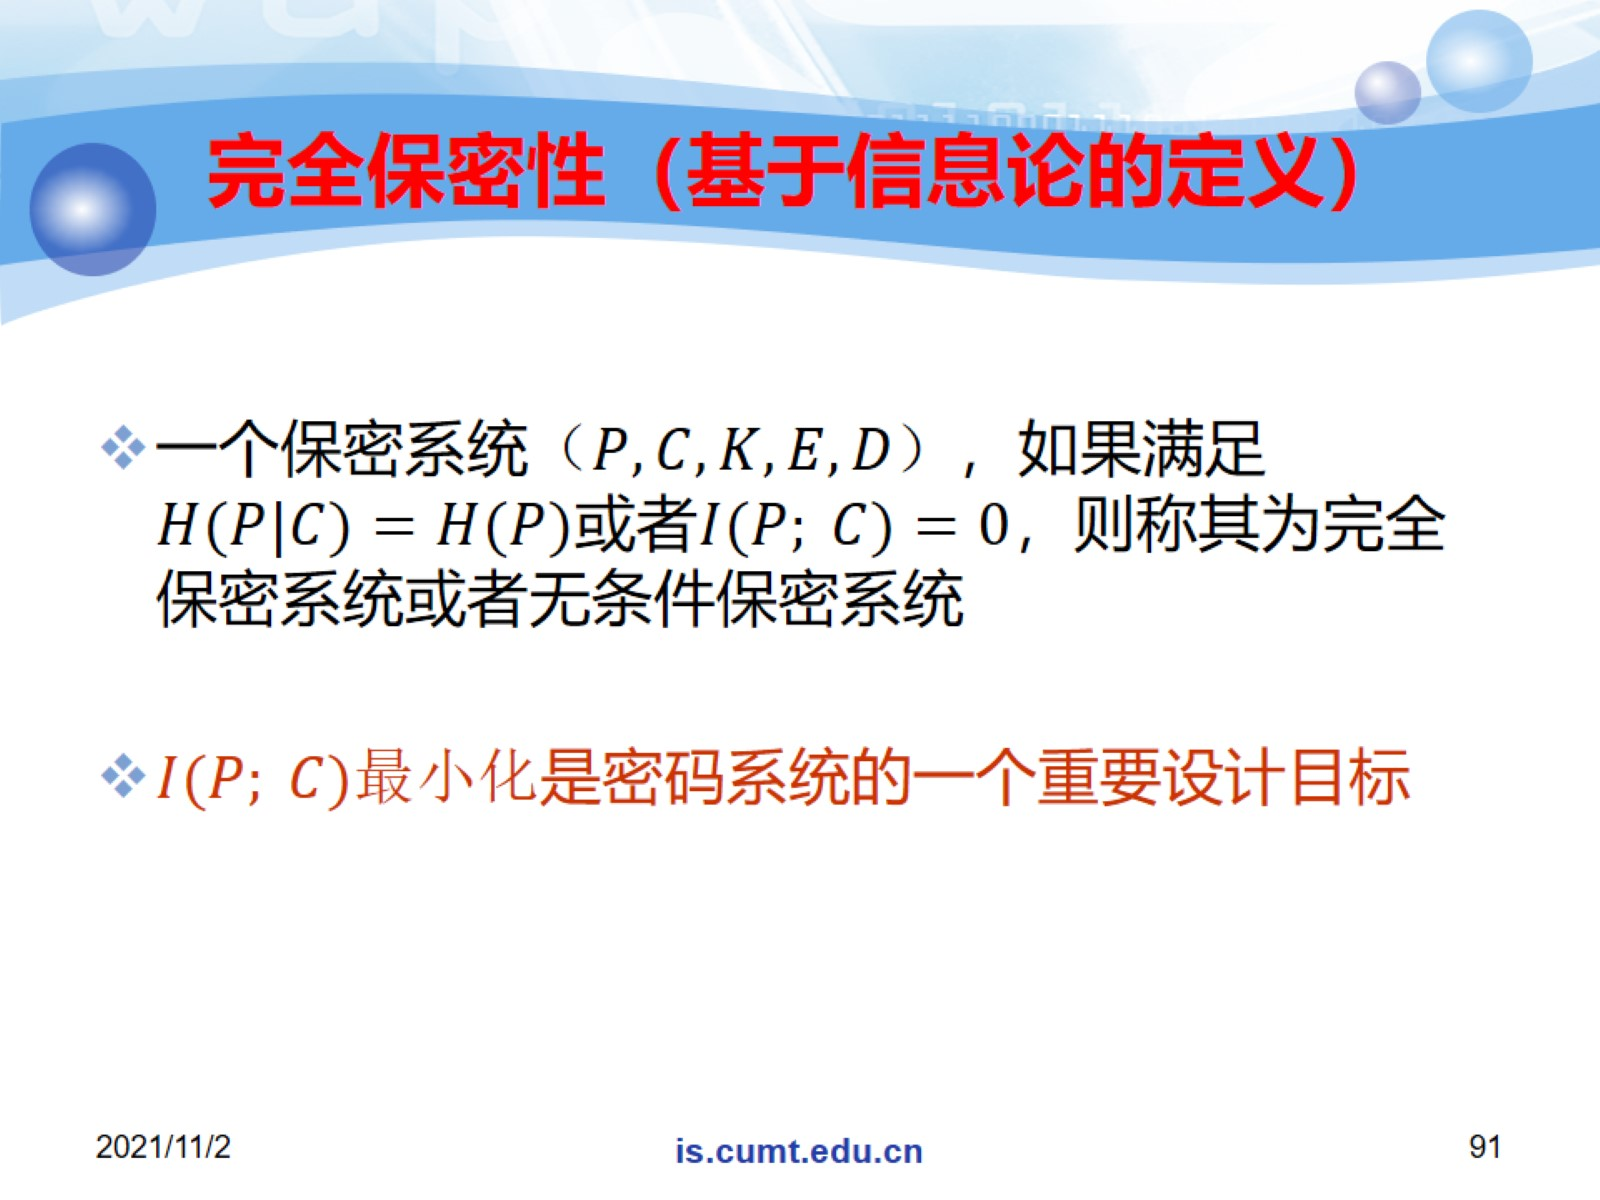 完全保密性（基于信息论的定义）
一个保密系统（P,C,K,E,D），如果满足
H(P|C) = H(P)或者I(P; C) = 0，则称其为完全
保密系统或者无条件保密系统
I(P; C)最小化是密码系统的一个重要设计目标
2021/11/2
is.cumt.edu.cn
91